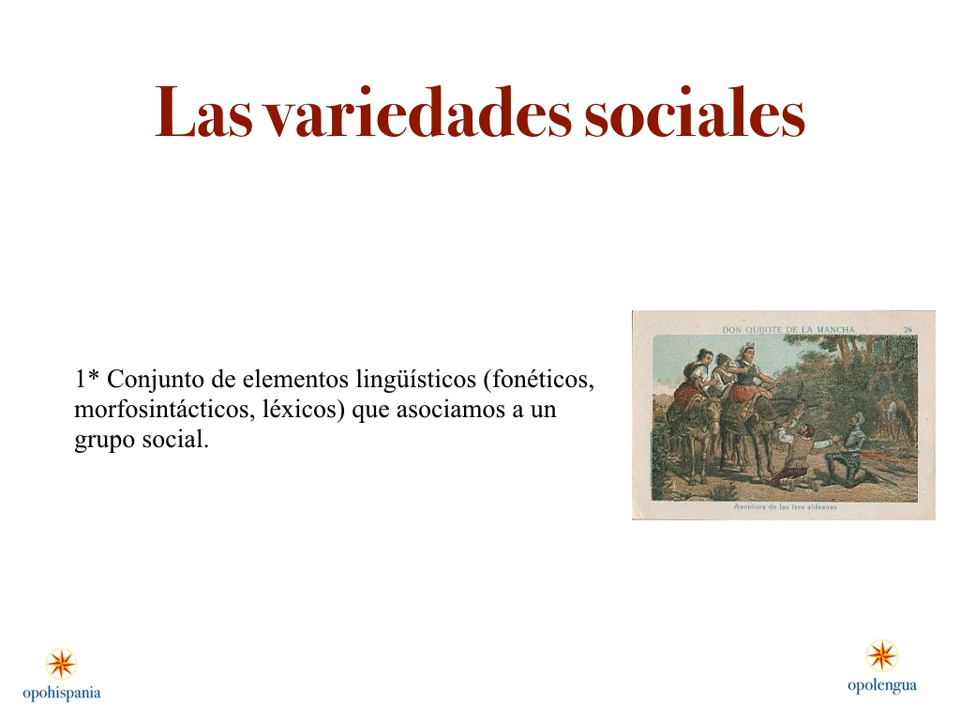 Las variedades sociales
DON QUIJOTE DE LA MANCHA 26
1* Conjunto de elementos lingüísticos (fonéticos,
morfosintácticos, léxicos) que asociamos a un
grupo social.
Aventura de las tres aldeanas
opohispania
opolengua